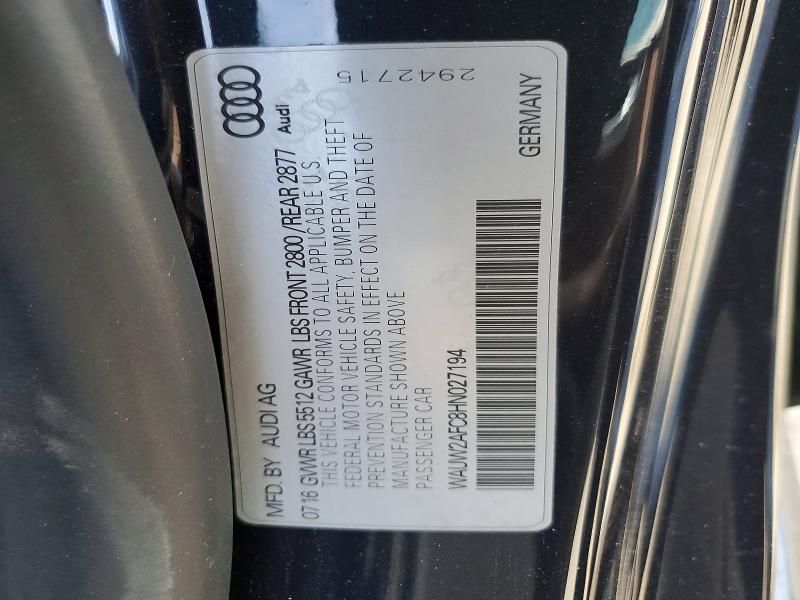 MFD. BY AUDI AG
0716 GVWR LBS 5512 GAWR LBS FRONT 2800 / REAR 2877 Audi
THIS VEHICLE CONFORMS TO ALL APPLICABLE U.S.
FEDERAL MOTOR VEHICLE SAFETY, BUMPER AND THEFT
PREVENTION STANDARDS IN EFFECT ON THE DATE OF
MANUFACTURE SHOWN ABOVE
PASSENGER CAR
2942715
WAUW2AFC8HN027194
GERMANY